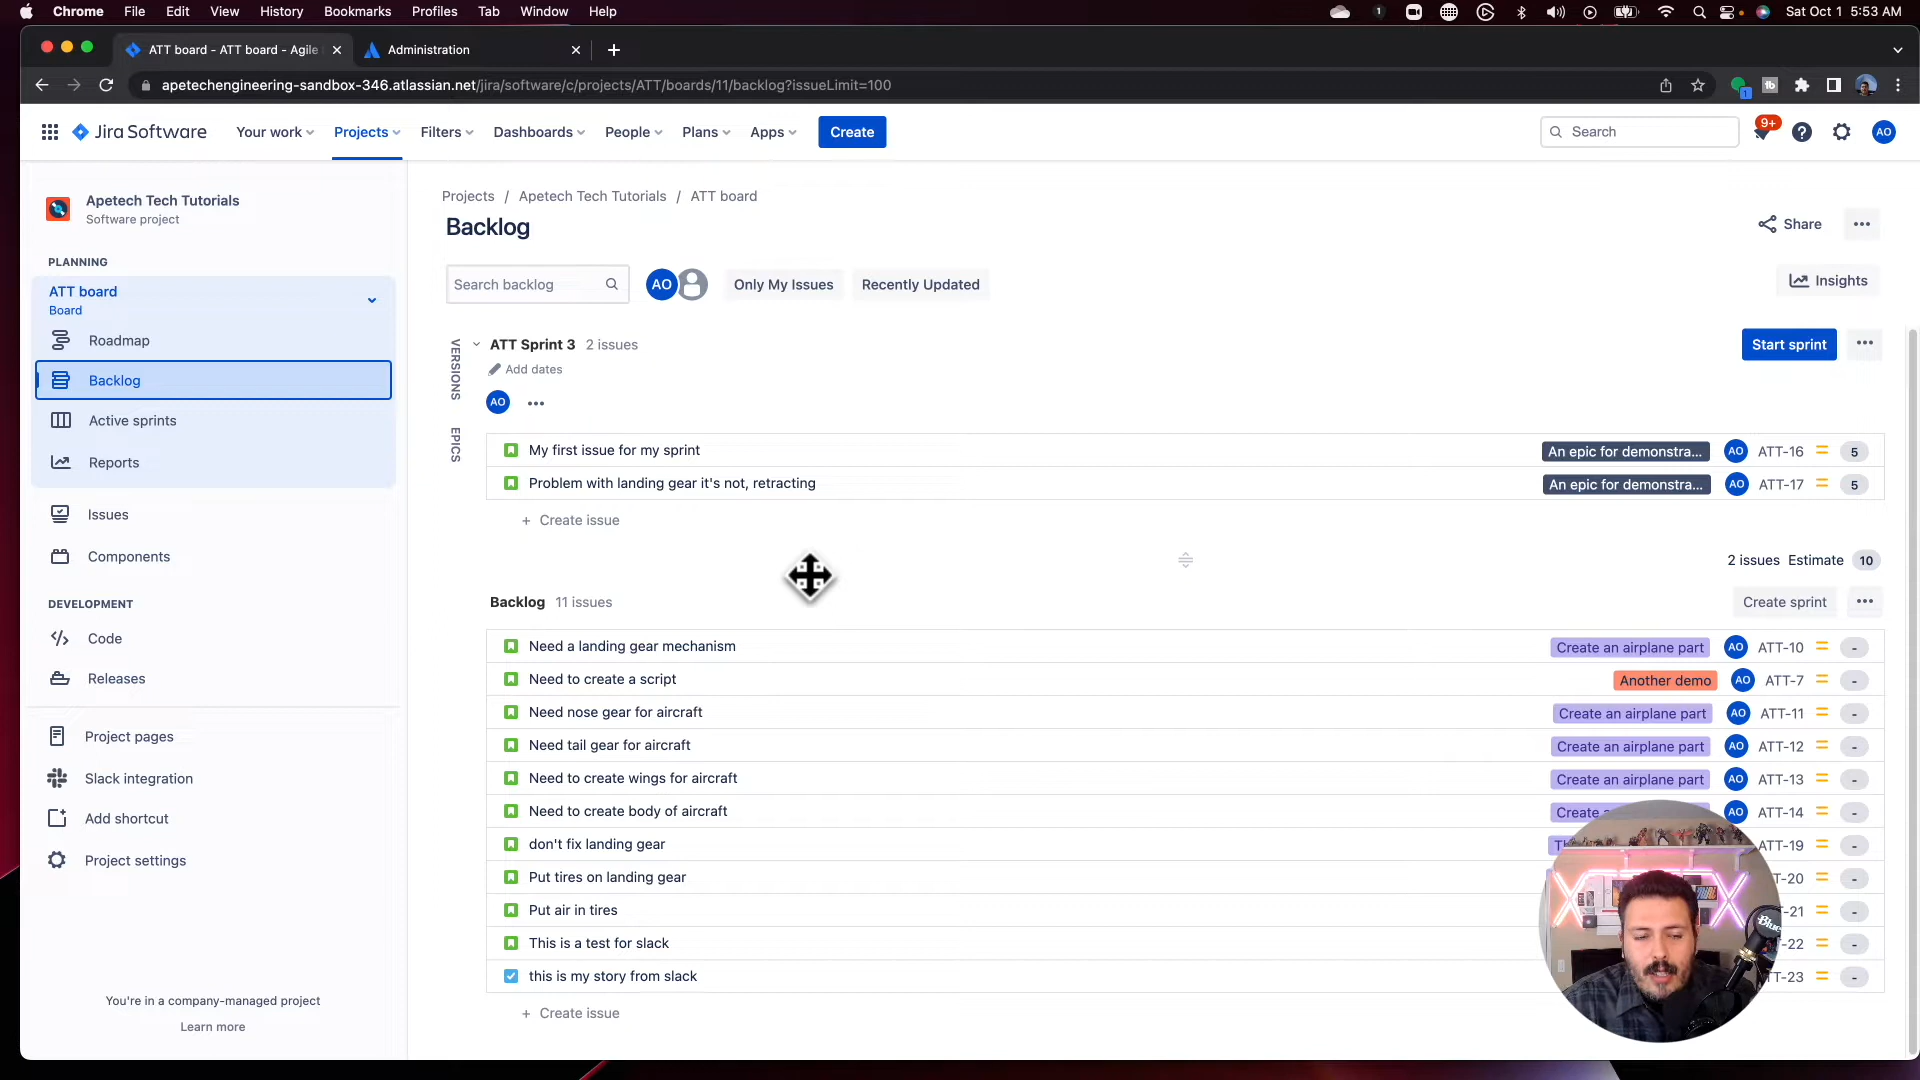 Chrome File Edit View History Bookmarks Profiles Tab Window Help
1
Sat Oct 1 5:53 AM
ATT board - ATT board - Agile
Administration
apetechengineering-sandbox-346.atlassian.net/jira/software/c/projects/ATT/boards/11/backlog?issueLimit=100
tb
1
Jira Software
Your work
Projects
Filters
Dashboards
People
Plans
Apps
Create
Search
9+
AO
Apetech Tech Tutorials
Software project
PLANNING
ATT board
Board
Roadmap
Backlog
Active sprints
Reports
Issues
Components
DEVELOPMENT
Code
Releases
Project pages
Slack integration
Add shortcut
Project settings
You're in a company-managed project
Learn more
Projects / Apetech Tech Tutorials / ATT board
Backlog
Share
Search backlog
AO
Only My Issues
Recently Updated
Insights
VERSIONS
EPICS
ATT Sprint 3 2 issues
Start sprint
Add dates
AO
My first issue for my sprint An epic for demonstra... AO ATT-16 5
Problem with landing gear it's not, retracting An epic for demonstra... AO ATT-17 5
+ Create issue
2 issues Estimate 10
Backlog 11 issues
Create sprint
Need a landing gear mechanism Create an airplane part AO ATT-10 -
Need to create a script Another demo AO ATT-7 -
Need nose gear for aircraft Create an airplane part AO ATT-11 -
Need tail gear for aircraft Create an airplane part AO ATT-12 -
Need to create wings for aircraft Create an airplane part AO ATT-13 -
Need to create body of aircraft Create AO ATT-14 -
don't fix landing gear ATT-19 -
Put tires on landing gear T-20 -
Put air in tires -21 -
This is a test for slack -22 -
this is my story from slack T-23 -
+ Create issue
Blue